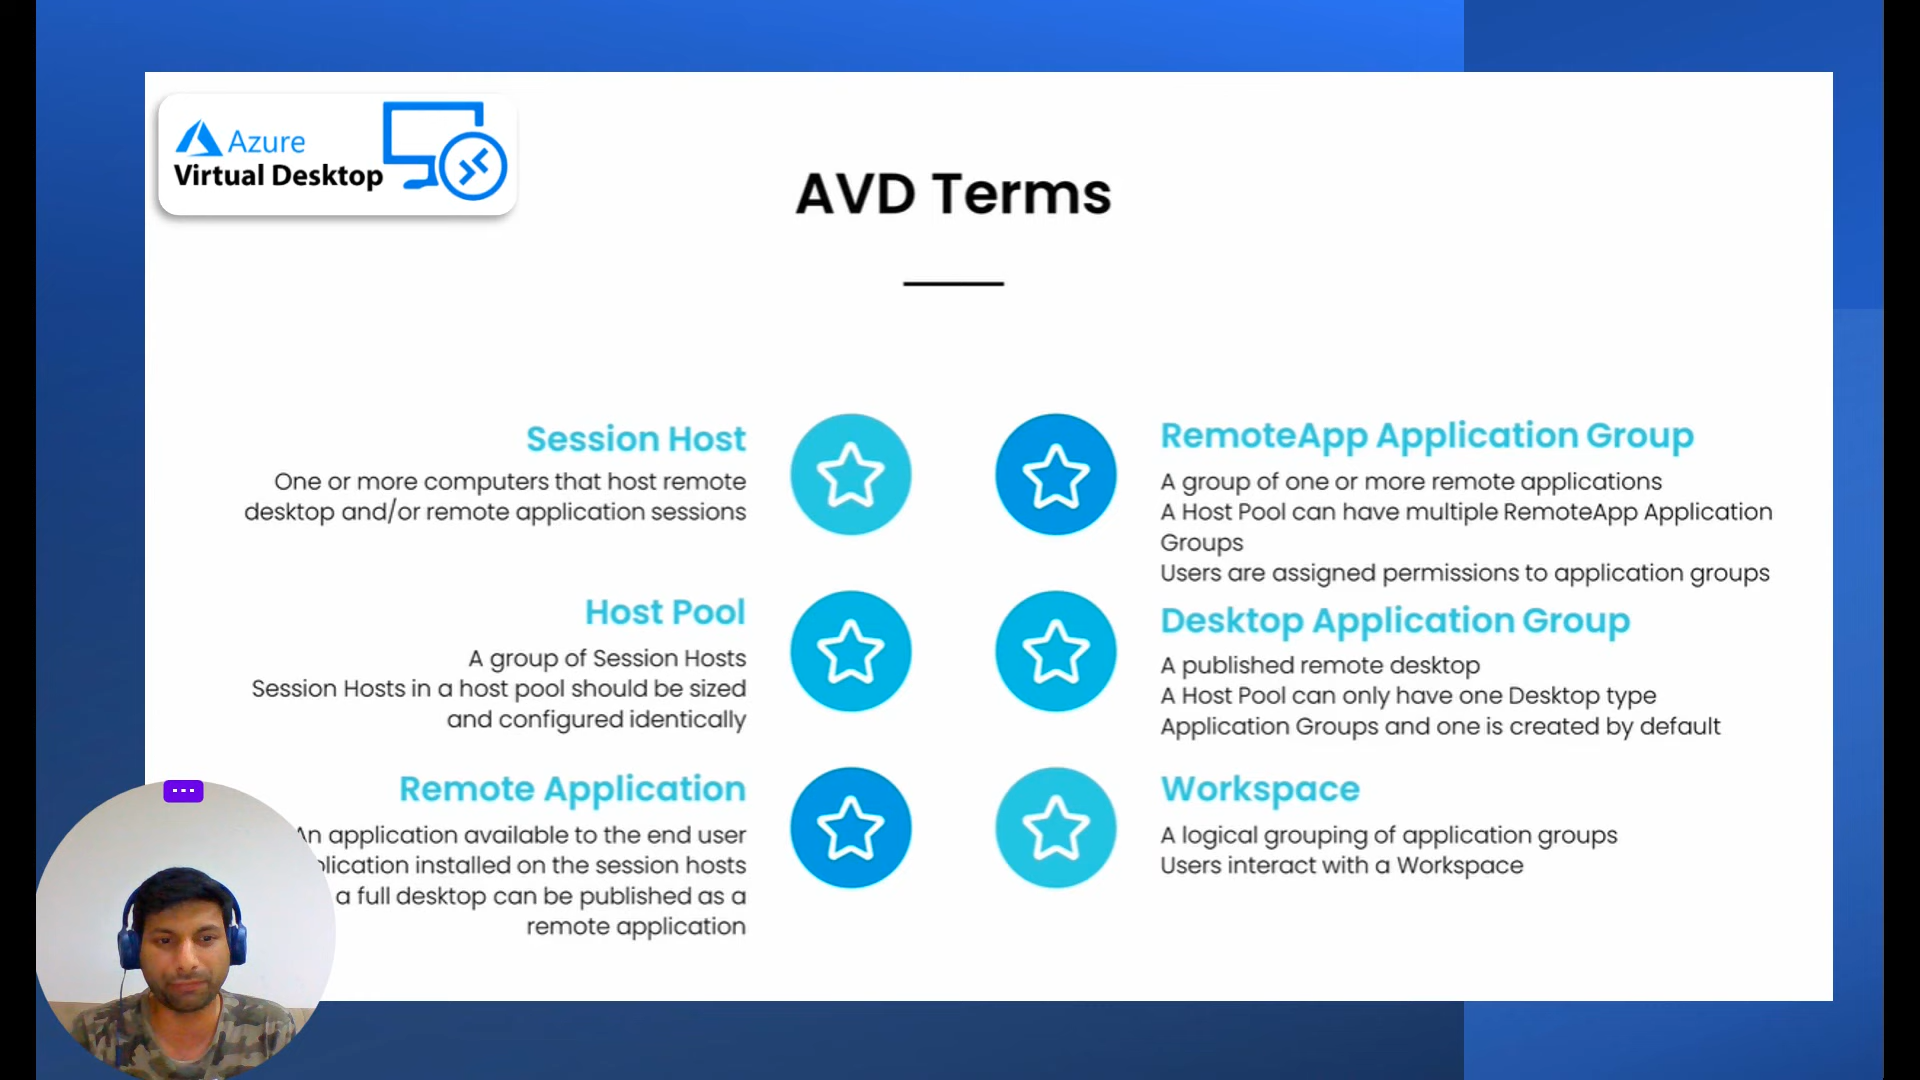 Azure
Virtual Desktop
AVD Terms
Session Host
One or more computers that host remote
desktop and/or remote application sessions
Host Pool
A group of Session Hosts
Session Hosts in a host pool should be sized
and configured identically
Remote Application
An application available to the end user
installed on the session hosts
a full desktop can be published as a
remote application
RemoteApp Application Group
A group of one or more remote applications
A Host Pool can have multiple RemoteApp Application
Groups
Users are assigned permissions to application groups
Desktop Application Group
A published remote desktop
A Host Pool can only have one Desktop type
Application Groups and one is created by default
Workspace
A logical grouping of application groups
Users interact with a Workspace